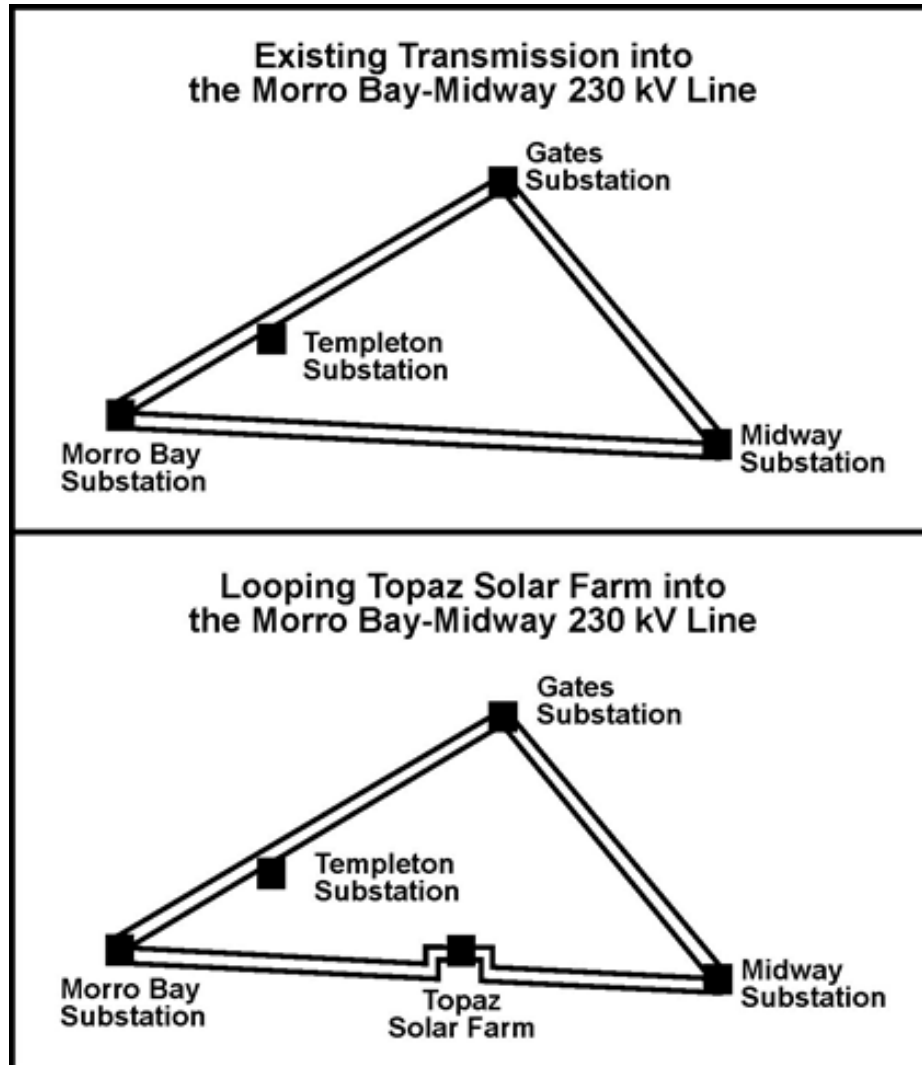 Existing Transmission into
the Morro Bay-Midway 230 kV Line
Gates
Substation
Templeton
Substation
Morro Bay
Substation
Midway
Substation
Looping Topaz Solar Farm into
the Morro Bay-Midway 230 kV Line
Gates
Substation
Templeton
Substation
Morro Bay
Substation
Topaz
Solar Farm
Midway
Substation